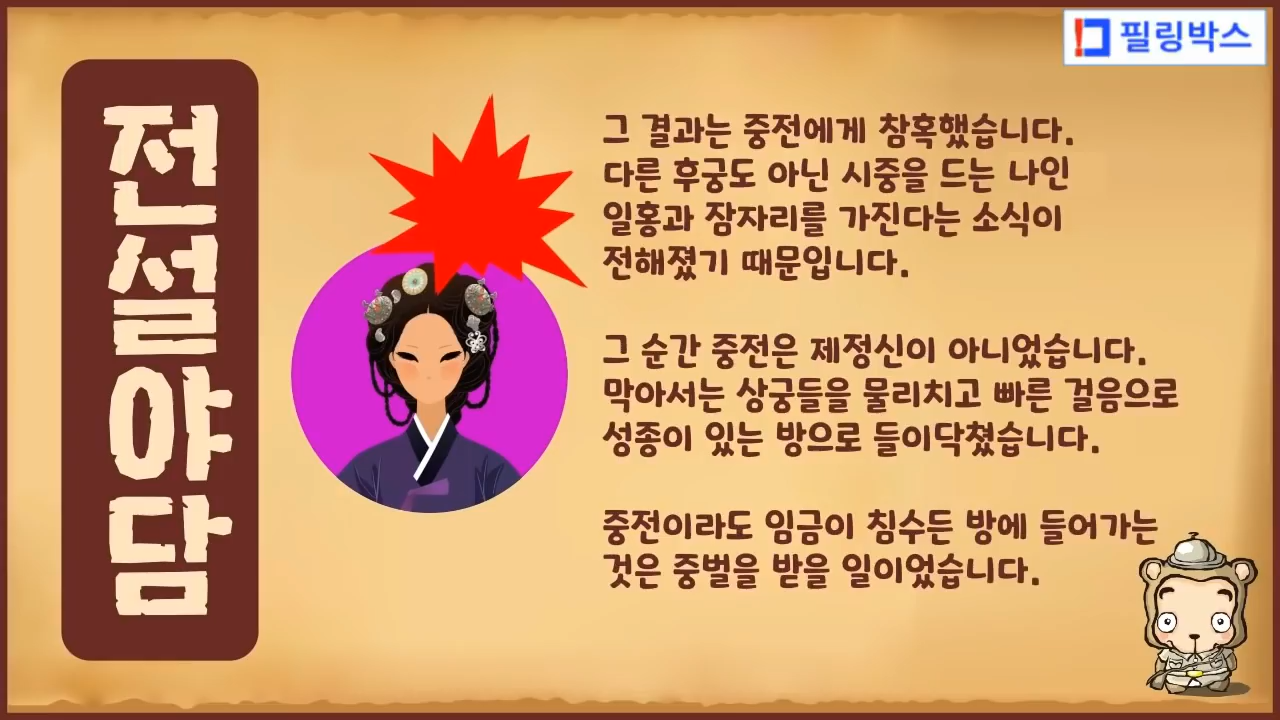 필링박스
전설야담
그 결과는 중전에게 참혹했습니다.
다른 후궁도 아닌 시중을 드는 나인
일홍과 잠자리를 가진다는 소식이
전해졌기 때문입니다.
그 순간 중전은 제정신이 아니었습니다.
막아서는 상궁들을 물리치고 빠른 걸음으로
성종이 있는 방으로 들이닥쳤습니다.
중전이라도 임금이 침수든 방에 들어가는
것은 중벌을 받을 일이었습니다.